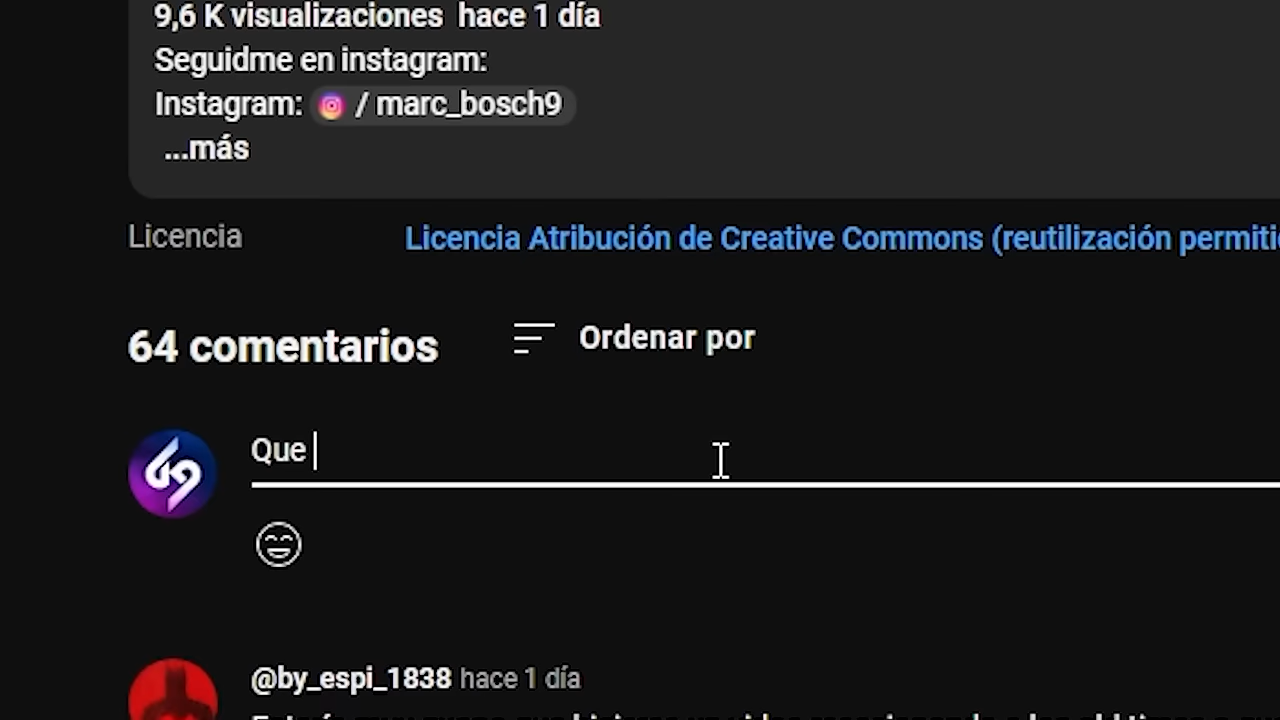 9,6 K visualizaciones hace 1 día
Seguidme en instagram:
Instagram: / marc_bosch9
...más
Licencia Licencia Atribución de Creative Commons (reutilización
64 comentarios Ordenar por
Que
@by_espi_1838 hace 1 día